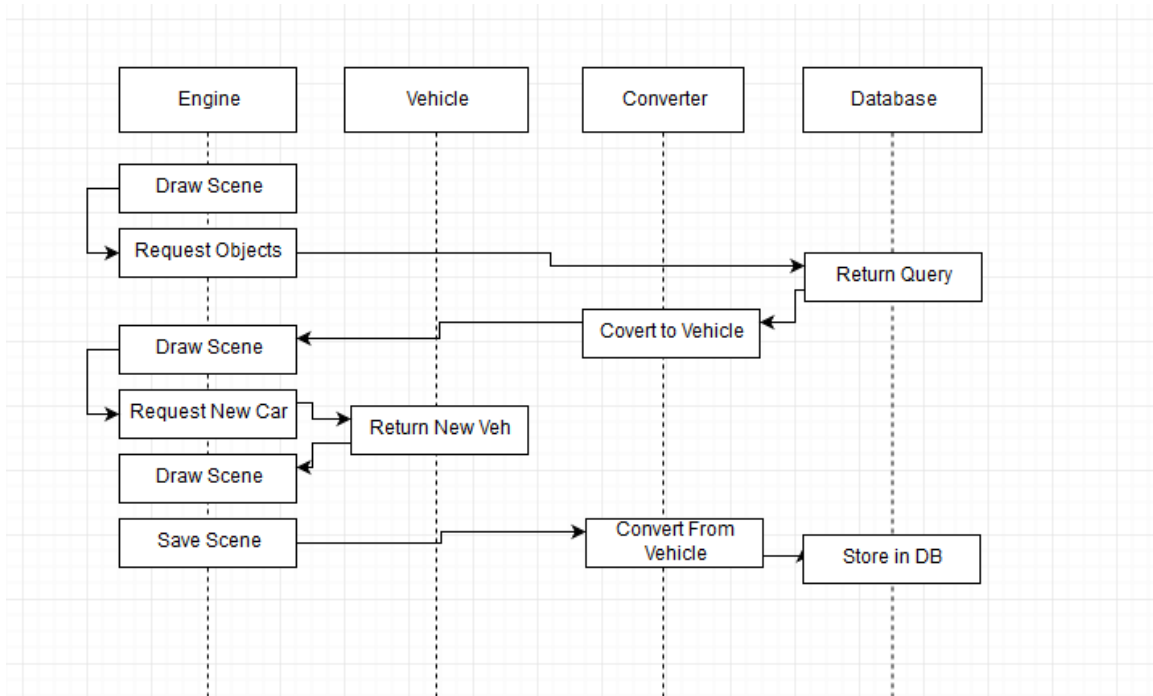 Engine
Vehicle
Converter
Database
Draw Scene
Request Objects
Return Query
Covert to Vehicle
Draw Scene
Request New Car
Return New Veh
Draw Scene
Save Scene
Convert From
Vehicle
Store in DB